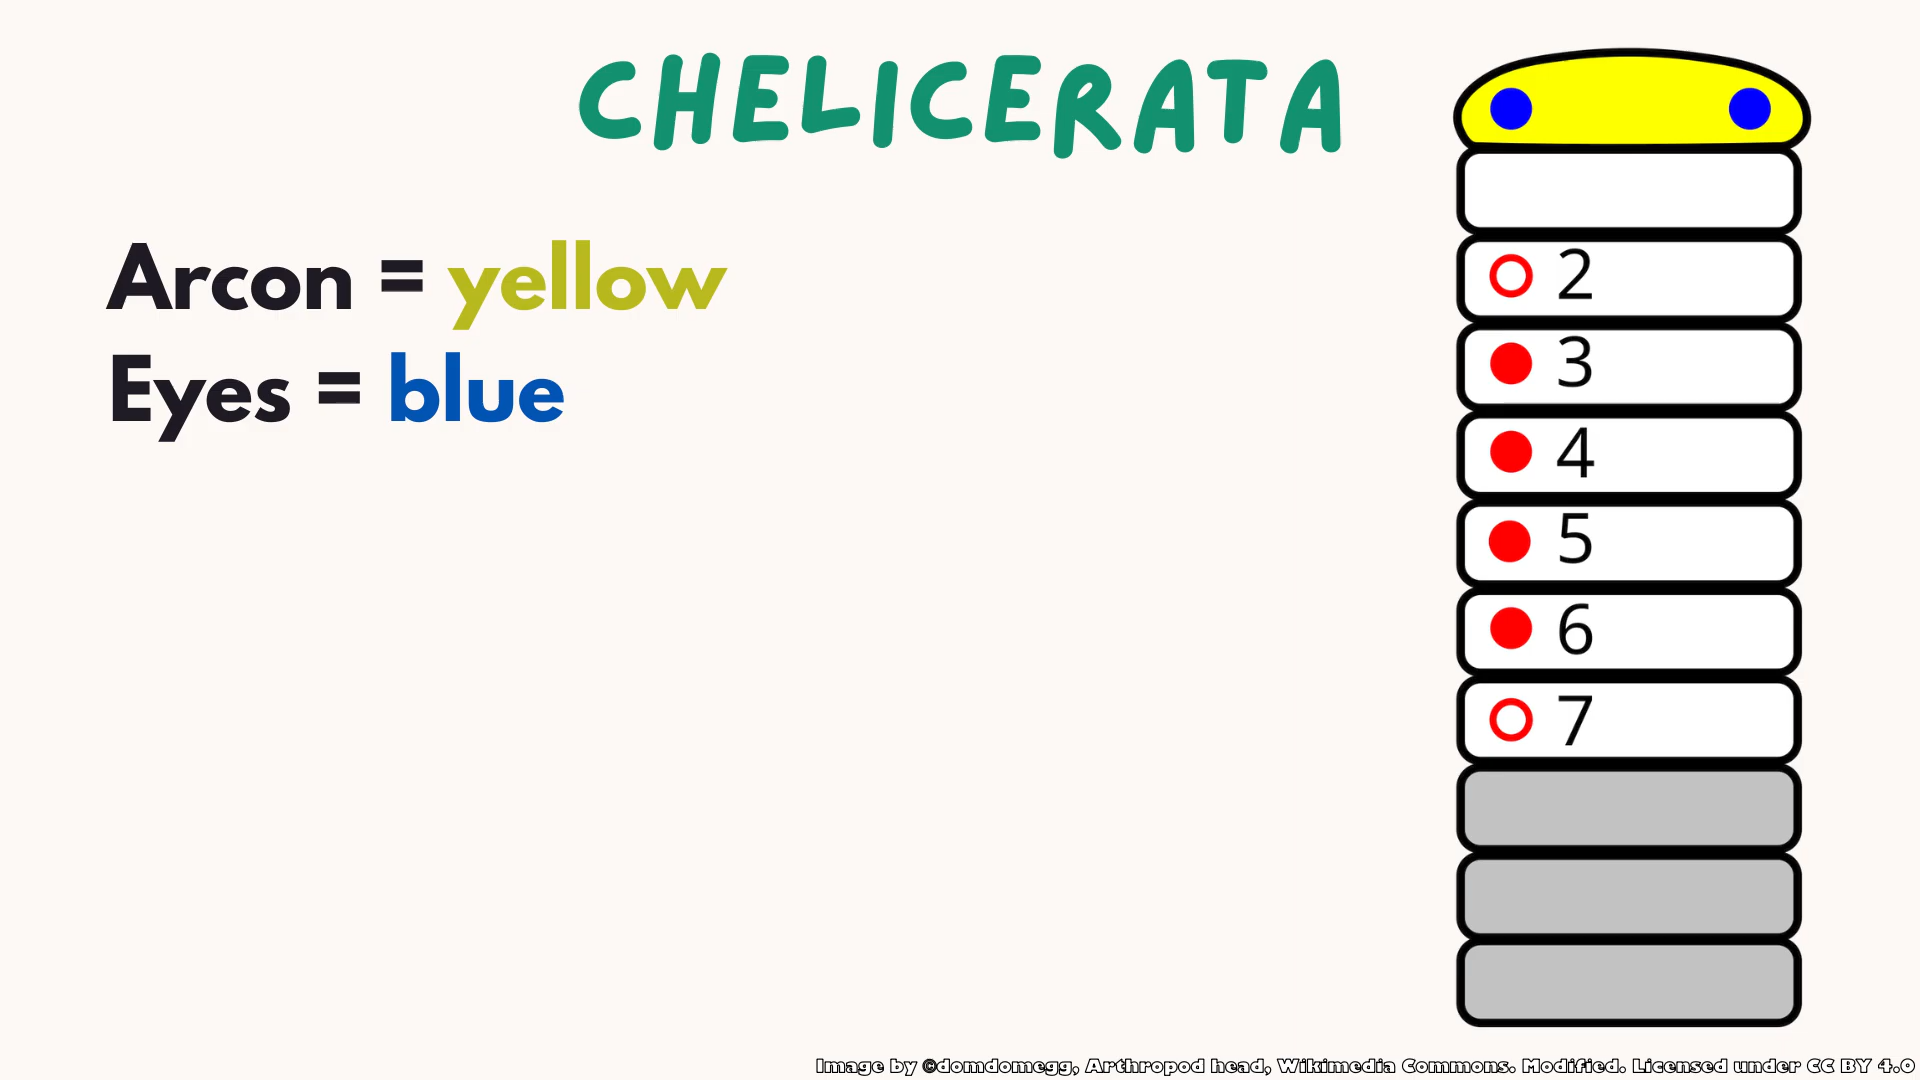 CHELICERATA
Arcon = yellow
Eyes = blue
2
3
4
5
6
7
Image by ©domdomegg, Arthropod head, Wikimedia Commons. Modified. Licensed under CC BY 4.0